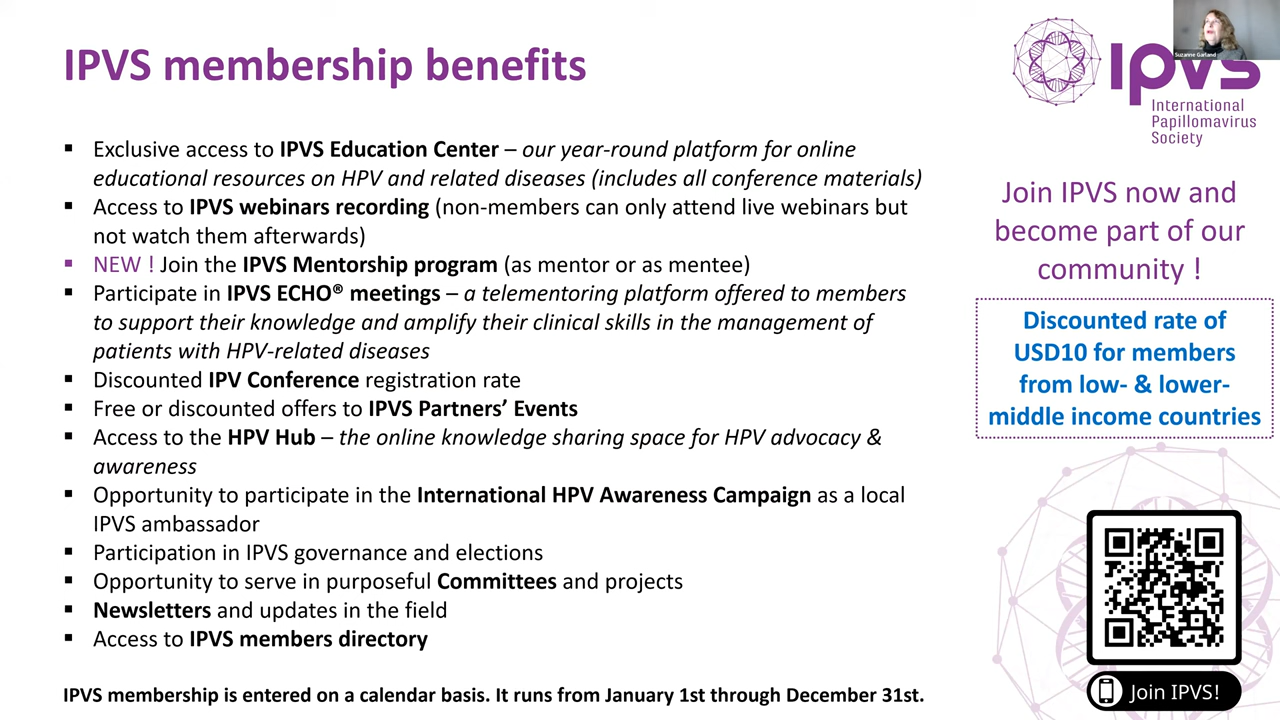 IPVS membership benefits
▪ Exclusive access to IPVS Education Center – our year-round platform for online
educational resources on HPV and related diseases (includes all conference materials)
▪ Access to IPVS webinars recording (non-members can only attend live webinars but
not watch them afterwards)
▪ NEW ! Join the IPVS Mentorship program (as mentor or as mentee)
▪ Participate in IPVS ECHO® meetings – a telementoring platform offered to members
to support their knowledge and amplify their clinical skills in the management of
patients with HPV-related diseases
▪ Discounted IPV Conference registration rate
▪ Free or discounted offers to IPVS Partners’ Events
▪ Access to the HPV Hub – the online knowledge sharing space for HPV advocacy &
awareness
▪ Opportunity to participate in the International HPV Awareness Campaign as a local
IPVS ambassador
▪ Participation in IPVS governance and elections
▪ Opportunity to serve in purposeful Committees and projects
▪ Newsletters and updates in the field
▪ Access to IPVS members directory
IPVS membership is entered on a calendar basis. It runs from January 1st through December 31st.
Suzanne Garland
IPVS
International
Papillomavirus
Society
Join IPVS now and
become part of our
community !
Discounted rate of
USD10 for members
from low- & lower-
middle income countries
Join IPVS!